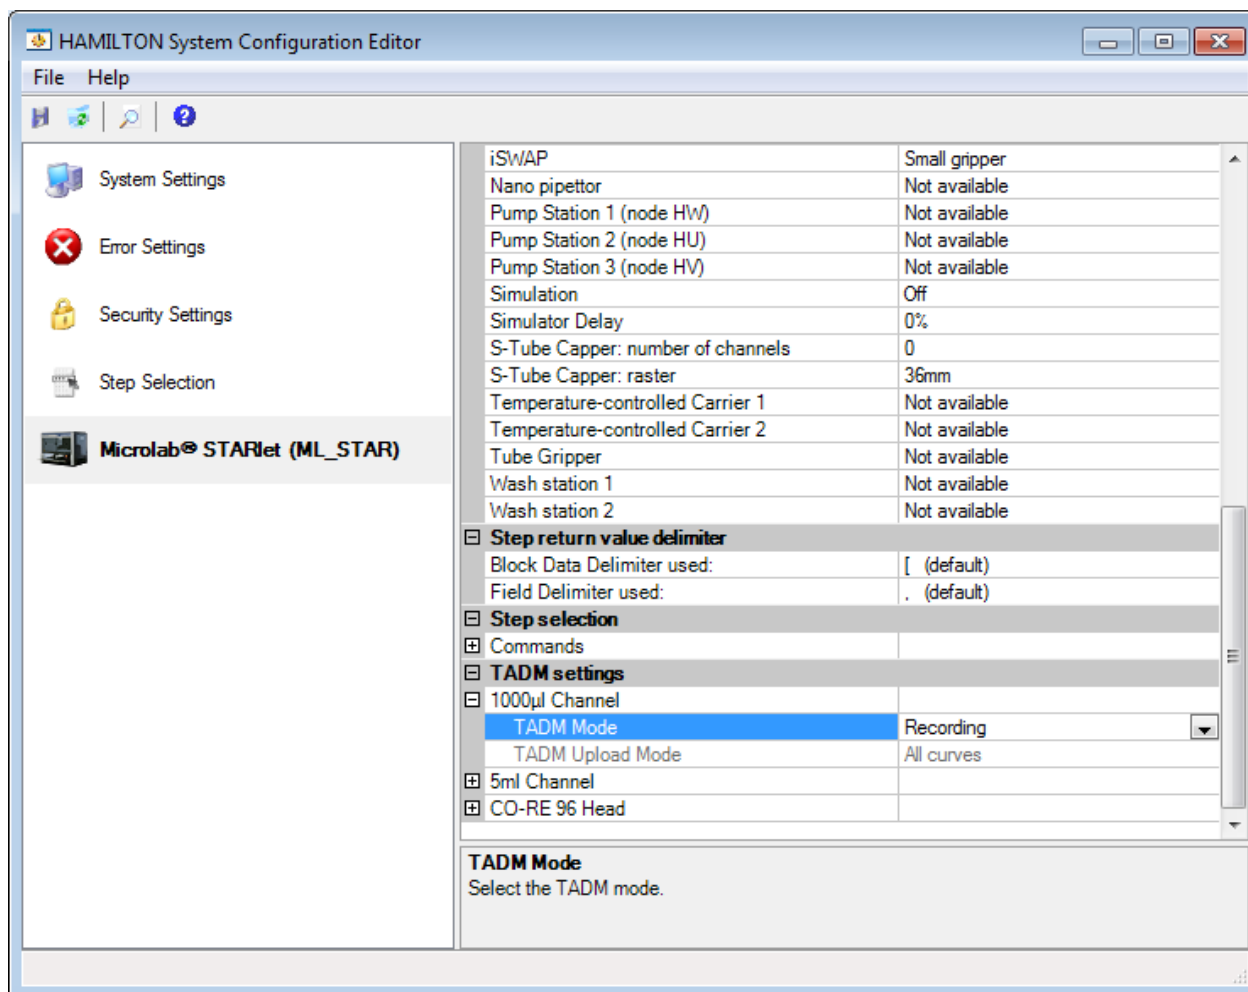 HAMILTON System Configuration Editor
File Help
System Settings
Error Settings
Security Settings
Step Selection
Microlab® STARlet (ML_STAR)
iSWAP Small gripper
Nano pipettor Not available
Pump Station 1 (node HW) Not available
Pump Station 2 (node HU) Not available
Pump Station 3 (node HV) Not available
Simulation Off
Simulator Delay 0%
S-Tube Capper: number of channels 0
S-Tube Capper: raster 36mm
Temperature-controlled Carrier 1 Not available
Temperature-controlled Carrier 2 Not available
Tube Gripper Not available
Wash station 1 Not available
Wash station 2 Not available
Step return value delimiter
Block Data Delimiter used: [ (default)
Field Delimiter used: , (default)
Step selection
Commands
TADM settings
1000µl Channel
TADM Mode Recording
TADM Upload Mode All curves
5ml Channel
CO-RE 96 Head
TADM Mode
Select the TADM mode.